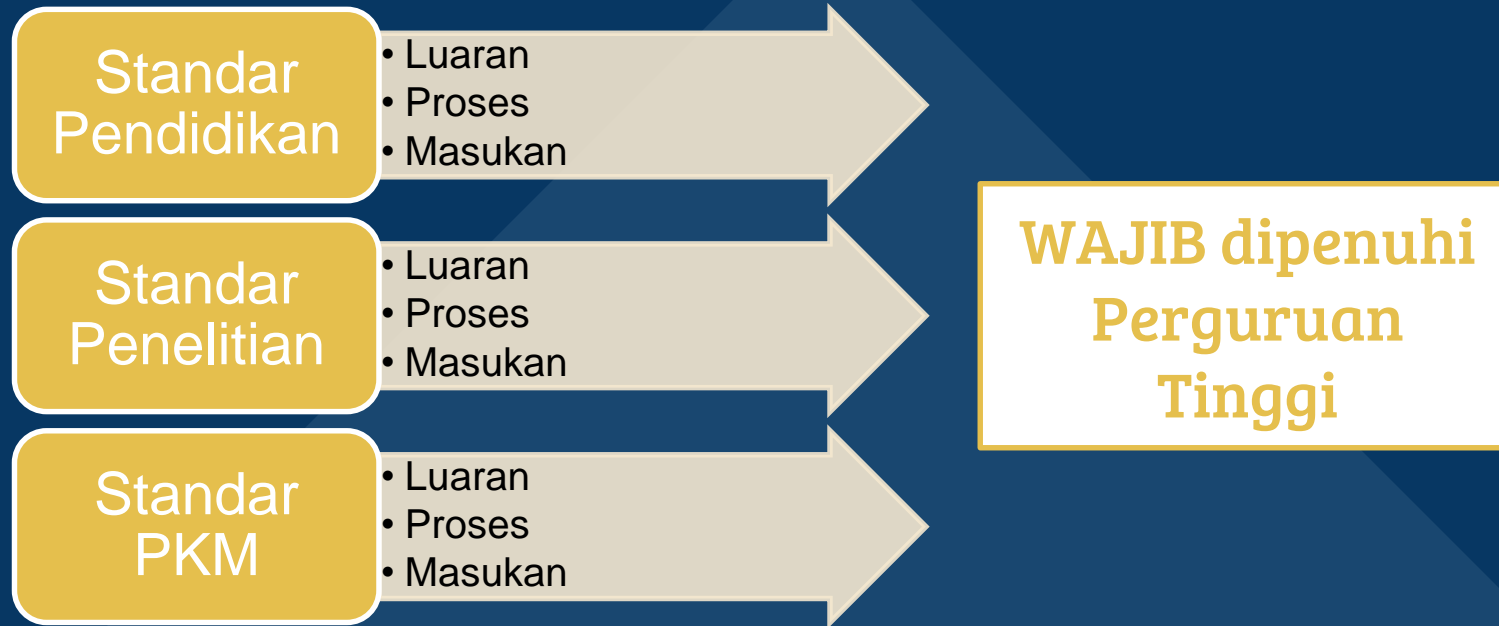 Standar
Pendidikan
• Luaran
• Proses
• Masukan
Standar
Penelitian
• Luaran
• Proses
• Masukan
Standar
PKM
• Luaran
• Proses
• Masukan
WAJIB dipenuhi
Perguruan
Tinggi